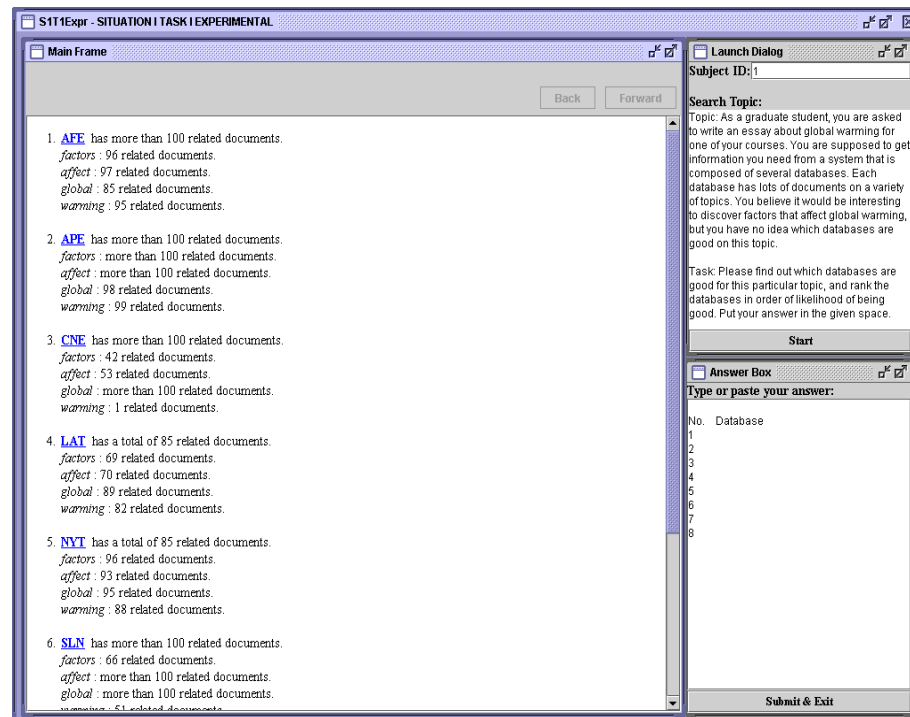 S1T1Expr - SITUATION I TASK I EXPERIMENTAL
Main Frame
Back Forward
1. AFE has more than 100 related documents.
factors : 96 related documents.
affect : 97 related documents.
global : 85 related documents.
warming : 95 related documents.
2. APE has more than 100 related documents.
factors : more than 100 related documents.
affect : more than 100 related documents.
global : 98 related documents.
warming : 99 related documents.
3. CNE has more than 100 related documents.
factors : 42 related documents.
affect : 53 related documents.
global : more than 100 related documents.
warming : 1 related documents.
4. LAT has a total of 85 related documents.
factors : 69 related documents.
affect : 70 related documents.
global : 89 related documents.
warming : 82 related documents.
5. NYT has a total of 85 related documents.
factors : 96 related documents.
affect : 93 related documents.
global : 95 related documents.
warming : 88 related documents.
6. SLN has more than 100 related documents.
factors : 66 related documents.
affect : more than 100 related documents.
global : more than 100 related documents.
warming : 51 related documents.
Launch Dialog
Subject ID: 1
Search Topic:
Topic: As a graduate student, you are asked
to write an essay about global warming for
one of your courses. You are supposed to get
information you need from a system that is
composed of several databases. Each
database has lots of documents on a variety
of topics. You believe it would be interesting
to discover factors that affect global warming,
but you have no idea which databases are
good on this topic.
Task: Please find out which databases are
good for this particular topic, and rank the
databases in order of likelihood of being
good. Put your answer in the given space.
Start
Answer Box
Type or paste your answer:
No. Database
1
2
3
4
5
6
7
8
Submit & Exit